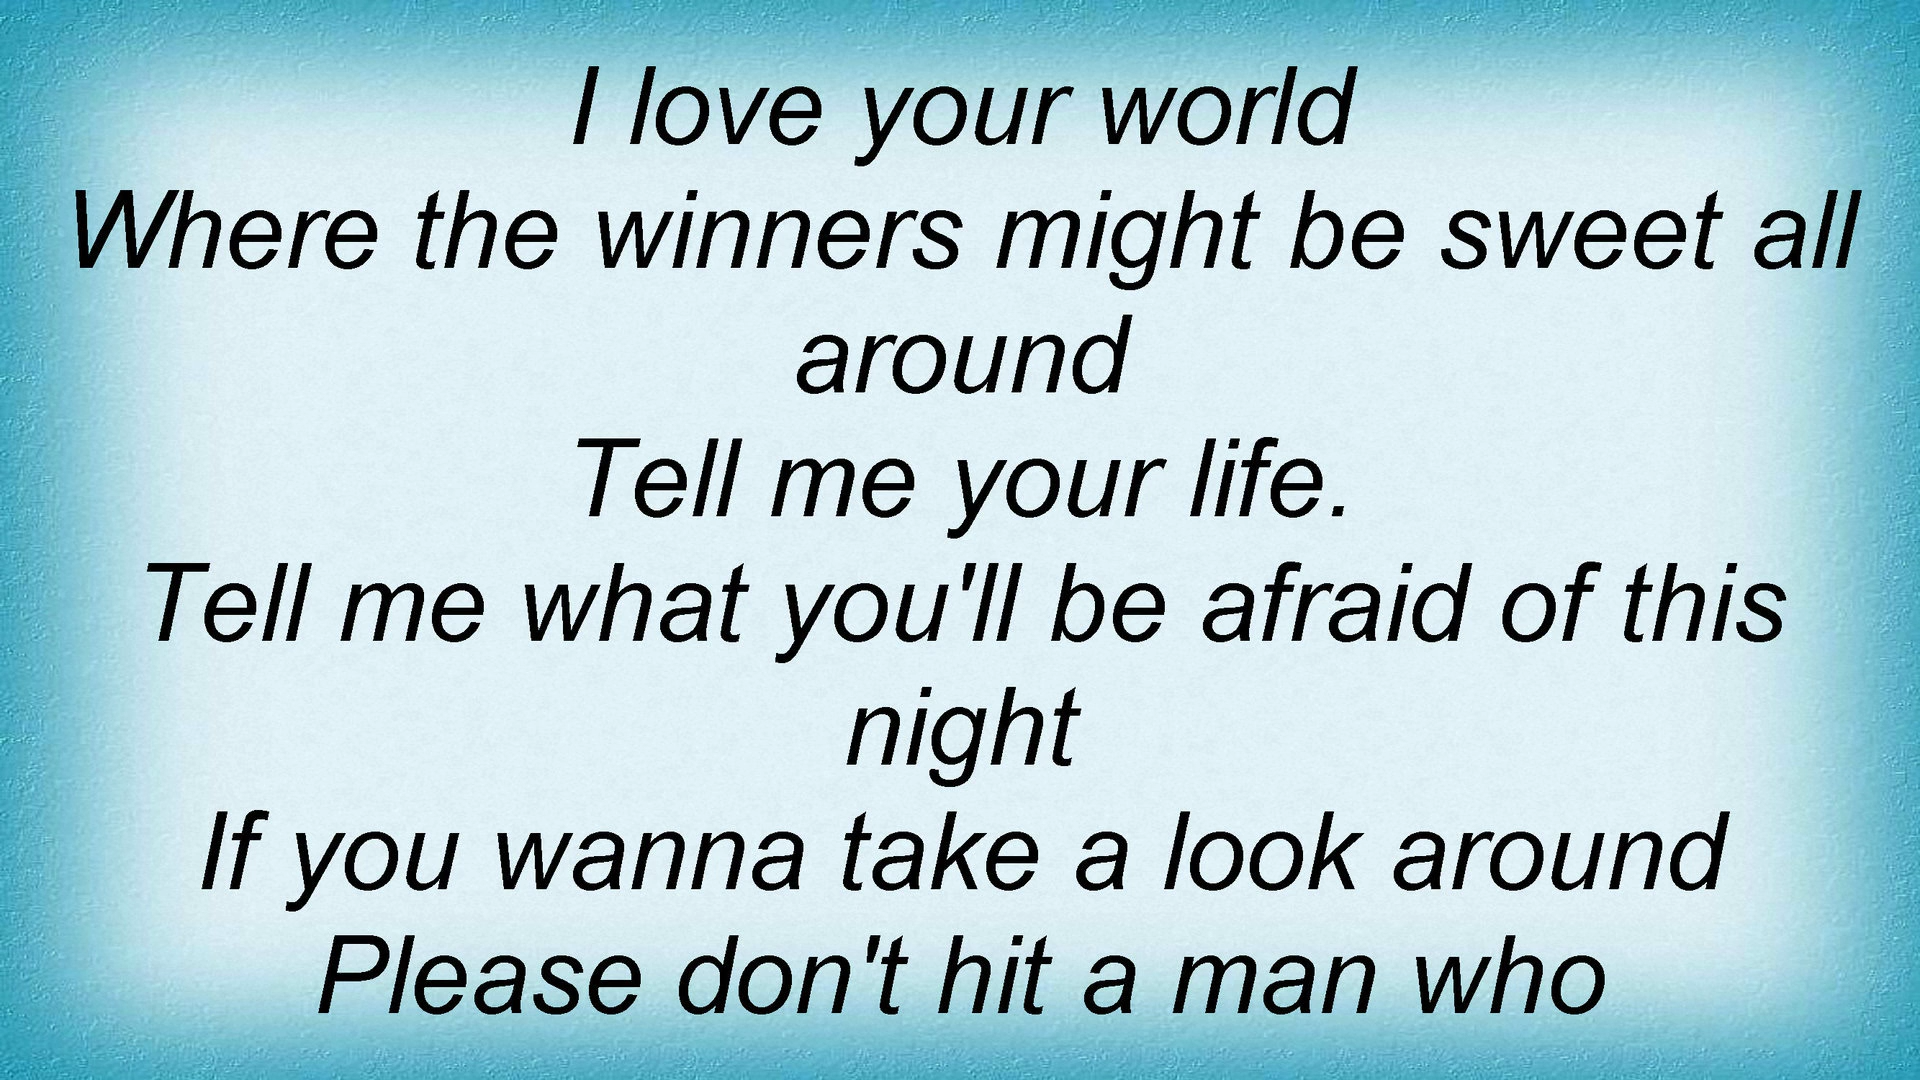 I love your world
Where the winners might be sweet all
around
Tell me your life.
Tell me what you'll be afraid of this
night
If you wanna take a look around
Please don't hit a man who